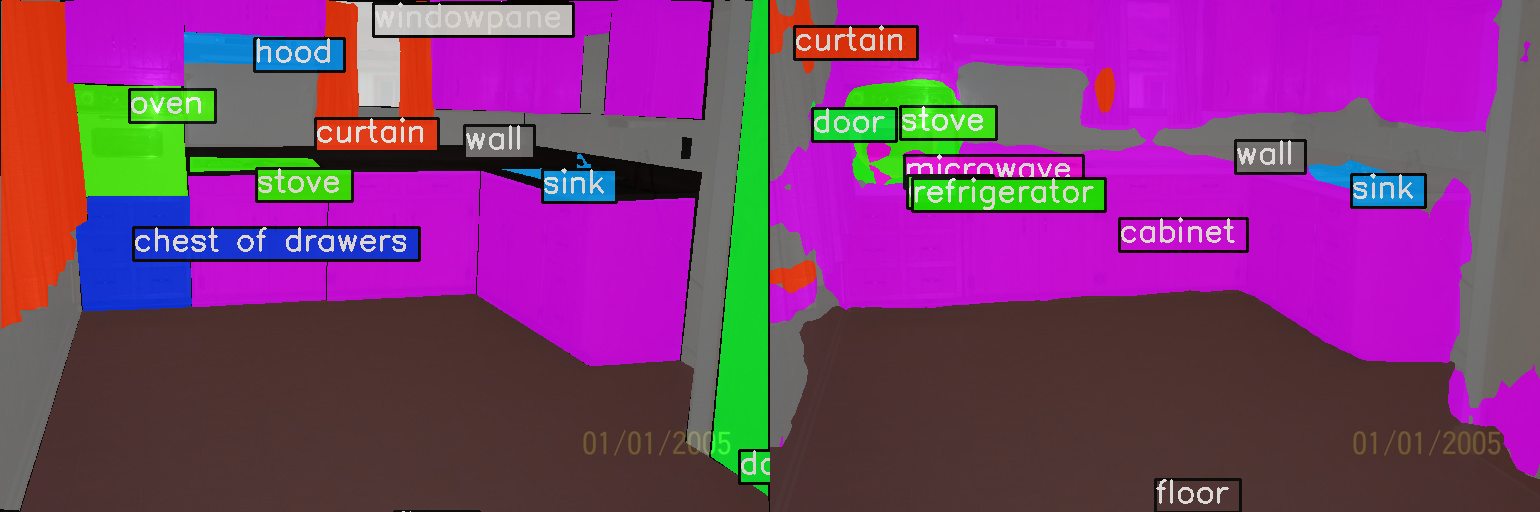 windowpane
hood
oven
curtain
wall
stove
sink
chest of drawers
01/01/2005
curtain
door
stove
microwave
refrigerator
wall
sink
cabinet
01/01/2005
floor